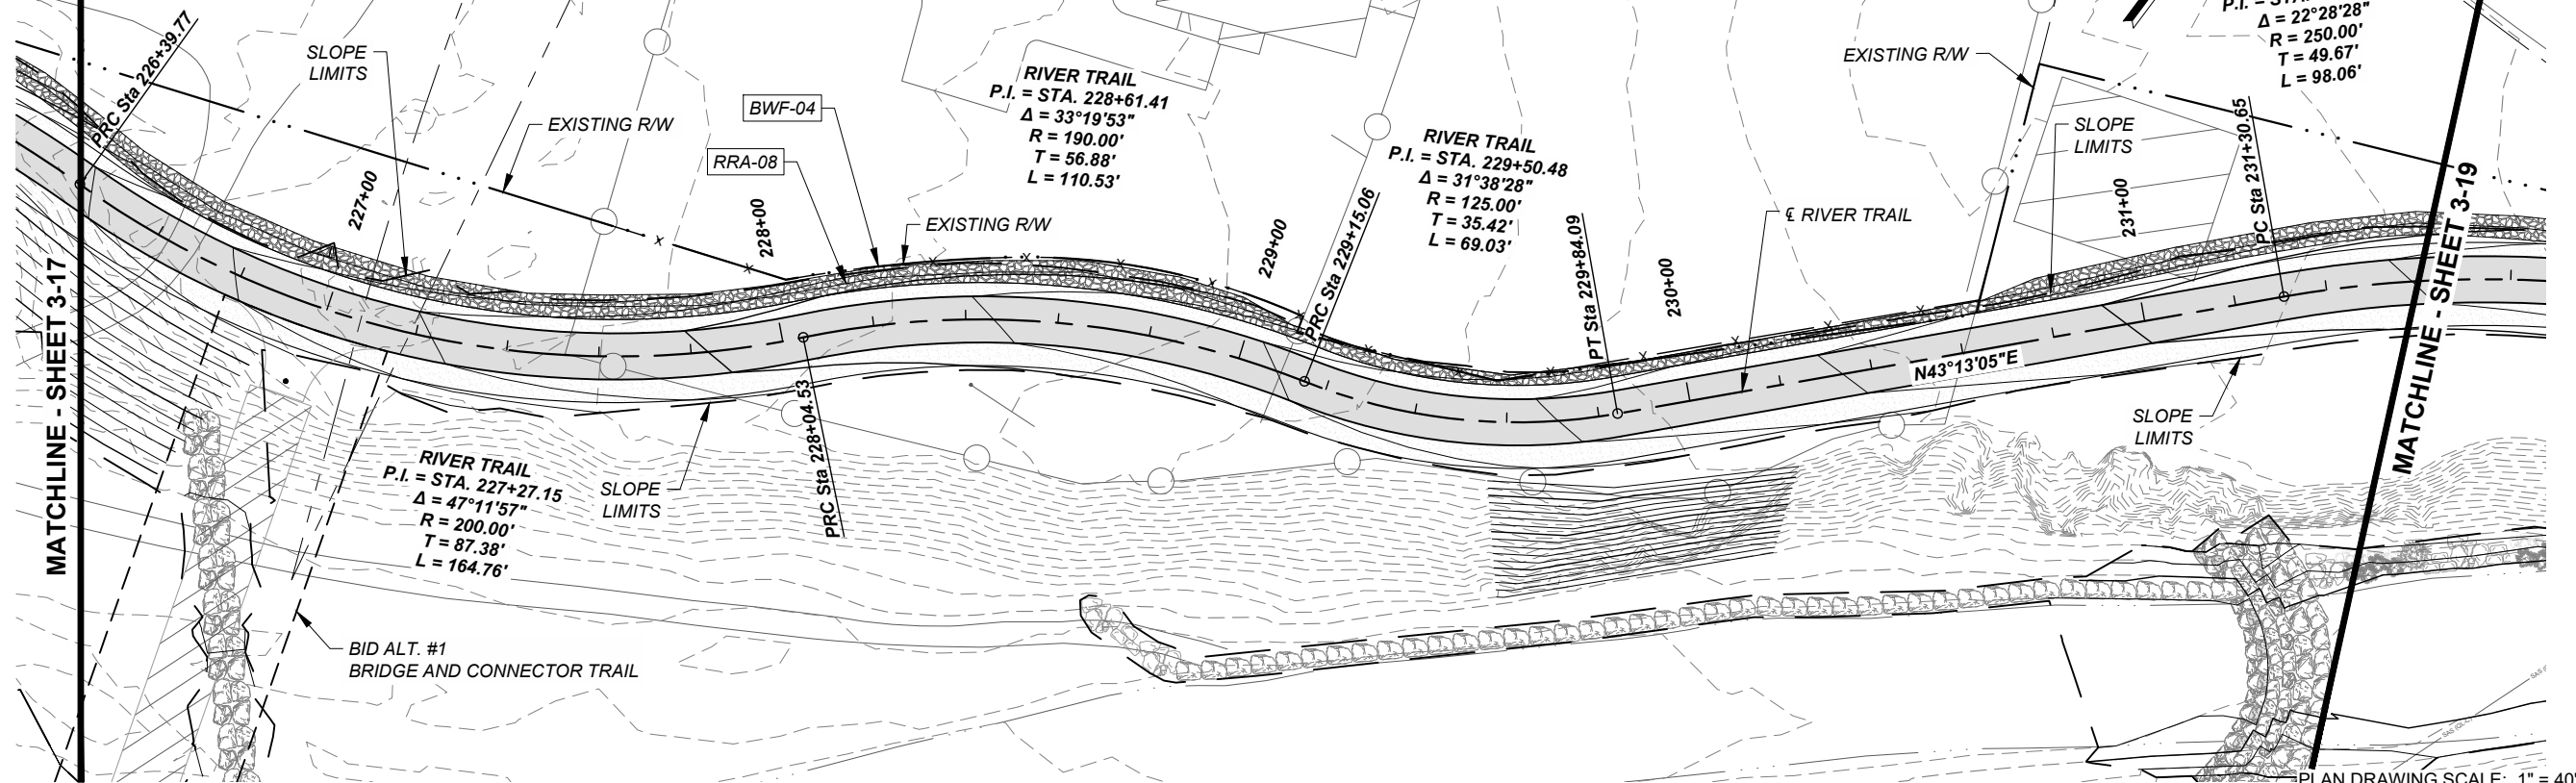 MATCHLINE - SHEET 3-17
PRC Sta 226+39.77
SLOPE
LIMITS
227+00
EXISTING R/W
BWF-04
RRA-08
228+00
EXISTING R/W
RIVER TRAIL
P.I. = STA. 228+61.41
Δ = 33°19'53"
R = 190.00'
T = 56.88'
L = 110.53'
229+00
PRC Sta 229+15.06
RIVER TRAIL
P.I. = STA. 229+50.48
Δ = 31°38'28"
R = 125.00'
T = 35.42'
L = 69.03'
PT Sta 229+84.09
230+00
℄ RIVER TRAIL
EXISTING R/W
SLOPE
LIMITS
231+00
PC Sta 231+30.65
Δ = 22°28'28"
R = 250.00'
T = 49.67'
L = 98.06'
MATCHLINE - SHEET 3-19
N43°13'05"E
SLOPE
LIMITS
PRC Sta 228+04.53
SLOPE
LIMITS
RIVER TRAIL
P.I. = STA. 227+27.15
Δ = 47°11'57"
R = 200.00'
T = 87.38'
L = 164.76'
BID ALT. #1
BRIDGE AND CONNECTOR TRAIL
PLAN DRAWING SCALE: 1" = 40'